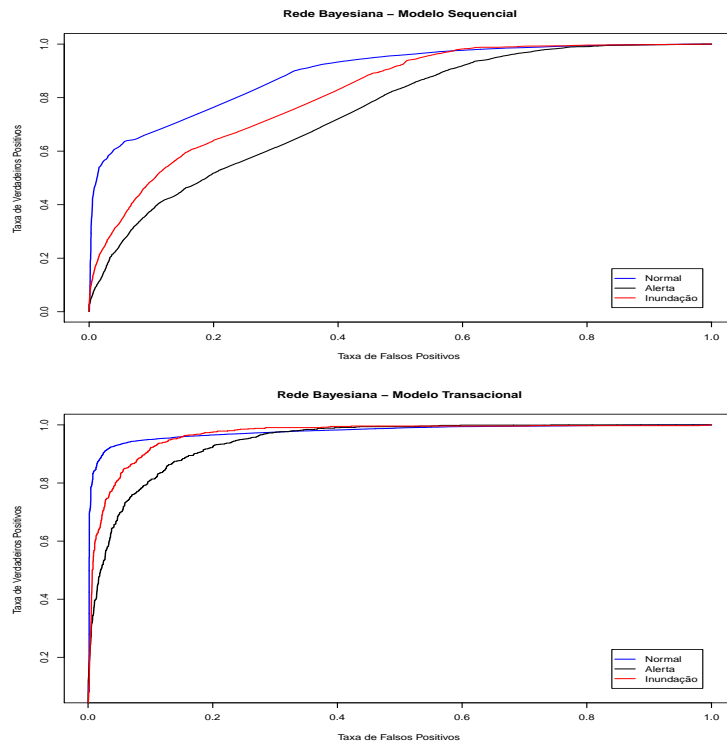 Rede Bayesiana – Modelo Sequencial
Taxa de Verdadeiros Positivos
1.0
0.8
0.6
0.4
0.2
0.0
Normal
Alerta
Inundação
0.0 0.2 0.4 0.6 0.8 1.0
Taxa de Falsos Positivos
Rede Bayesiana – Modelo Transacional
Taxa de Verdadeiros Positivos
1.0
0.8
0.6
0.4
0.2
Normal
Alerta
Inundação
0.0 0.2 0.4 0.6 0.8 1.0
Taxa de Falsos Positivos